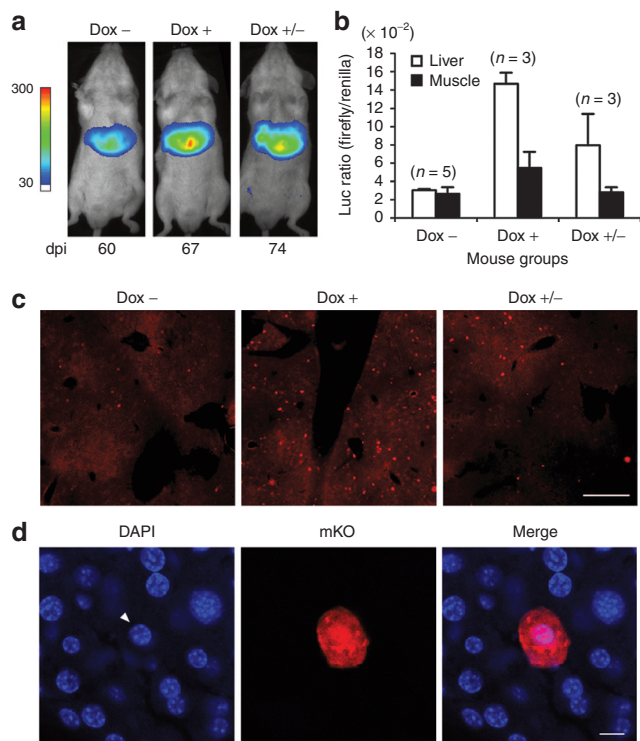 a
Dox – Dox + Dox +/–
300
30
dpi 60 67 74
b
(× 10⁻²)
Luc ratio (firefly/renilla)
18
16
14
12
10
8
6
4
2
0
Liver
Muscle
(n = 5)
(n = 3)
(n = 3)
Dox – Dox + Dox +/–
Mouse groups
c
Dox – Dox + Dox +/–
d
DAPI mKO Merge